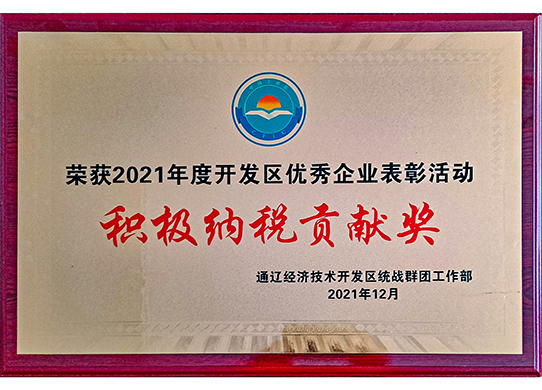 荣获2021年度开发区优秀企业表彰活动
积极纳税贡献奖
通辽经济技术开发区统战群团工作部
2021年12月